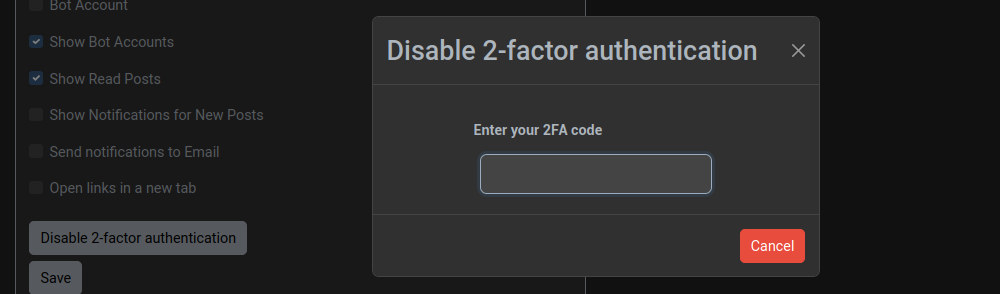 Bot Account
Show Bot Accounts
Show Read Posts
Show Notifications for New Posts
Send notifications to Email
Open links in a new tab
Disable 2-factor authentication
Save
Disable 2-factor authentication
Enter your 2FA code
Cancel